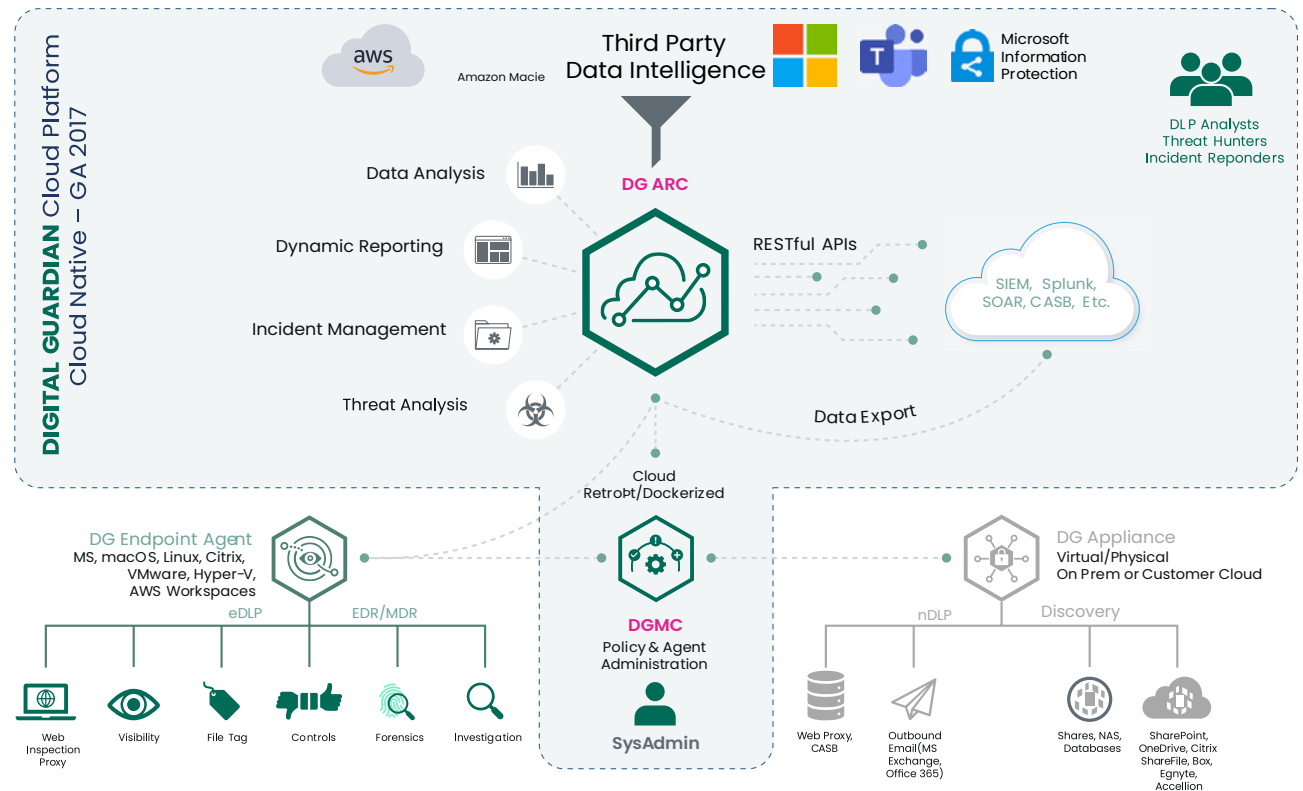 DIGITAL GUARDIAN Cloud Platform
Cloud Native – GA 2017
aws
Amazon Macie
Third Party
Data Intelligence
T
Microsoft
Information
Protection
DLP Analysts
Threat Hunters
Incident Reponders
Data Analysis
Dynamic Reporting
Incident Management
Threat Analysis
DG ARC
RESTful APIs
SIEM, Splunk,
SOAR, CASB, Etc.
Data Export
Cloud
RetroÞt/Dockerized
DG Endpoint Agent
MS, macOS, Linux, Citrix,
VMware, Hyper-V,
AWS Workspaces
eDLP
EDR/MDR
Web
Inspection
Proxy
Visibility
File Tag
Controls
Forensics
Investigation
DGMC
Policy & Agent
Administration
SysAdmin
DG Appliance
Virtual/Physical
On Prem or Customer Cloud
nDLP
Discovery
Web Proxy,
CASB
Outbound
Email(MS
Exchange,
Office 365)
Shares, NAS,
Databases
SharePoint,
OneDrive, Citrix
ShareFile, Box,
Egnyte,
Accellion